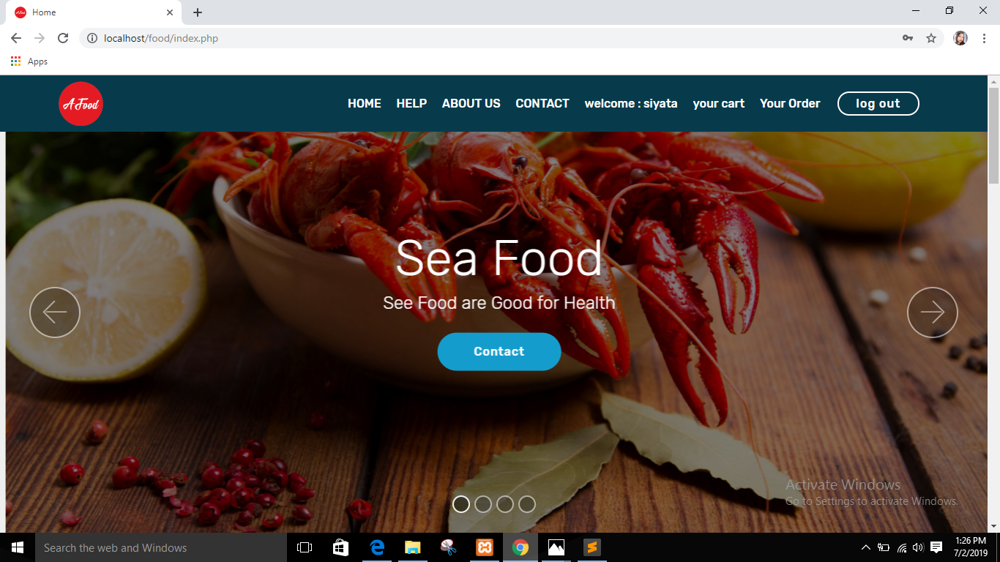 Home
localhost/food/index.php
Apps
A Food
HOME HELP ABOUT US CONTACT welcome : siyata your cart Your Order log out
Sea Food
See Food are Good for Health
Contact
Activate Windows
Go to Settings to activate Windows.
Search the web and Windows
1:26 PM
7/2/2019